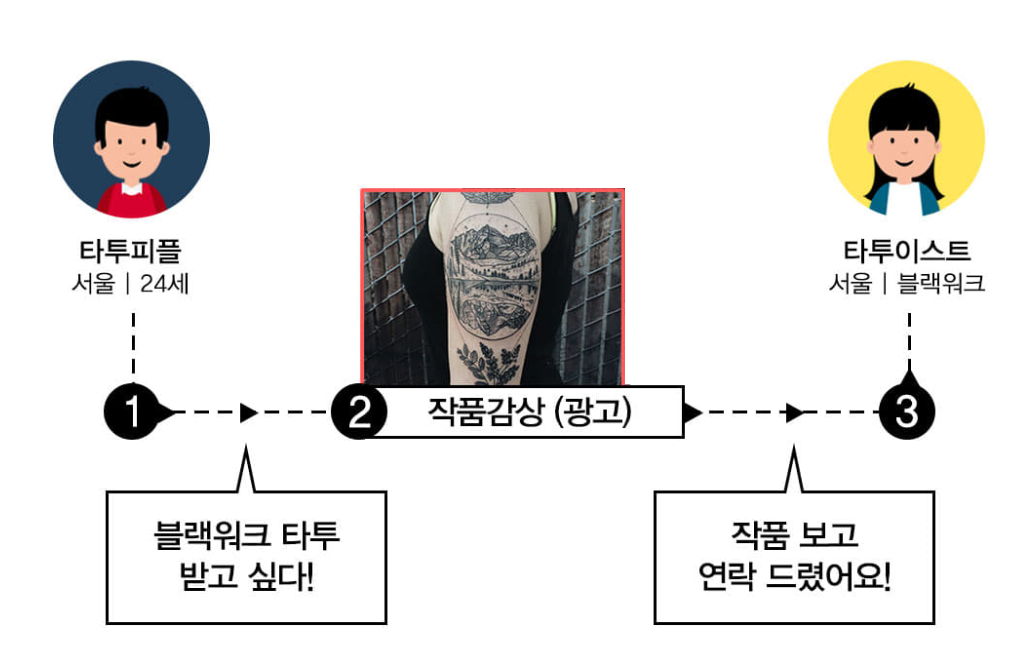 타투피플
서울 | 24세
타투이스트
서울 | 블랙워크
1
2
작품감상 (광고)
3
블랙워크 타투
받고 싶다!
작품 보고
연락 드렸어요!